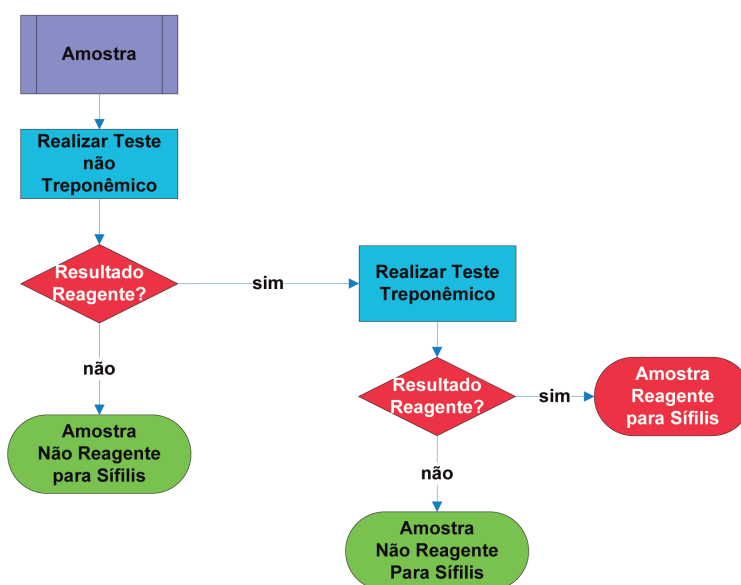 Amostra
Realizar Teste
não
Treponêmico
Resultado
Reagente?
sim
Realizar Teste
Treponêmico
não
Resultado
Reagente?
sim
Amostra
Reagente
para Sífilis
Amostra
Não Reagente
para Sífilis
não
Amostra
Não Reagente
Para Sífilis